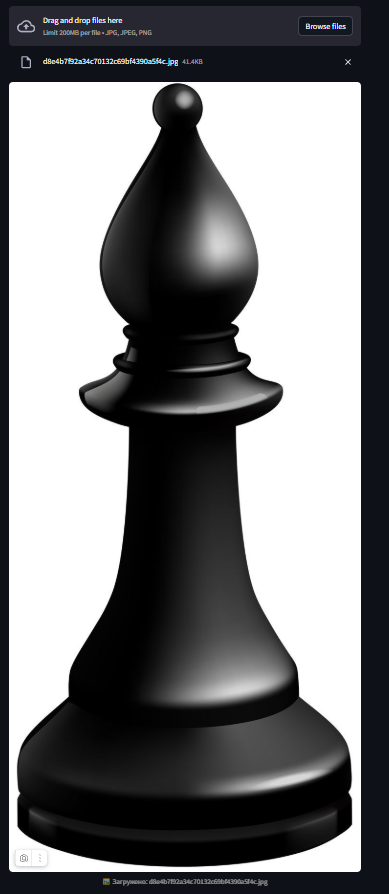 Drag and drop files here
Limit 200MB per file • JPG, JPEG, PNG
Browse files
d8e4b7f92a34c70132c69bf4390a5f4c.jpg 41.4KB
Загружено: d8e4b7f92a34c70132c69bf4390a5f4c.jpg